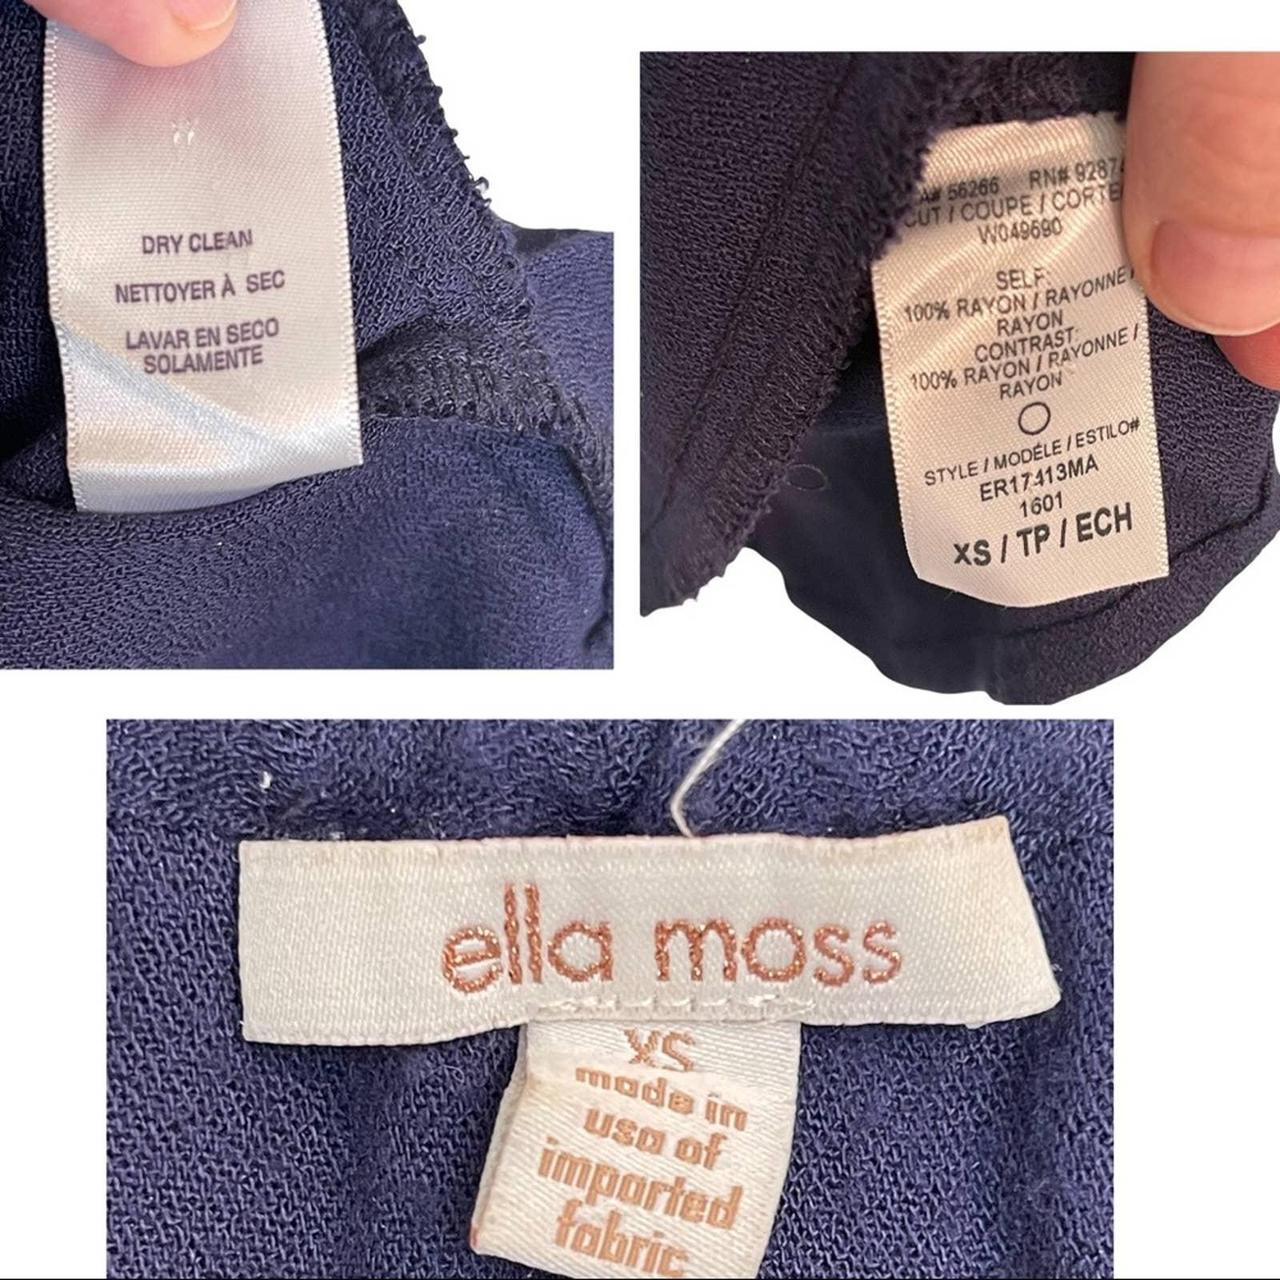 DRY CLEAN
NETTOYER À SEC
LAVAR EN SECO
SOLAMENTE
56266 RN#
CUT / COUPE / CORTE
W049690
SELF:
100% RAYON / RAYONNE /
RAYON
CONTRAST:
100% RAYON / RAYONNE /
RAYON
STYLE / MODÉLE / ESTILO#
ER17413MA
1601
XS / TP / ECH
ella moss
XS
made in
usa of
imported
fabric